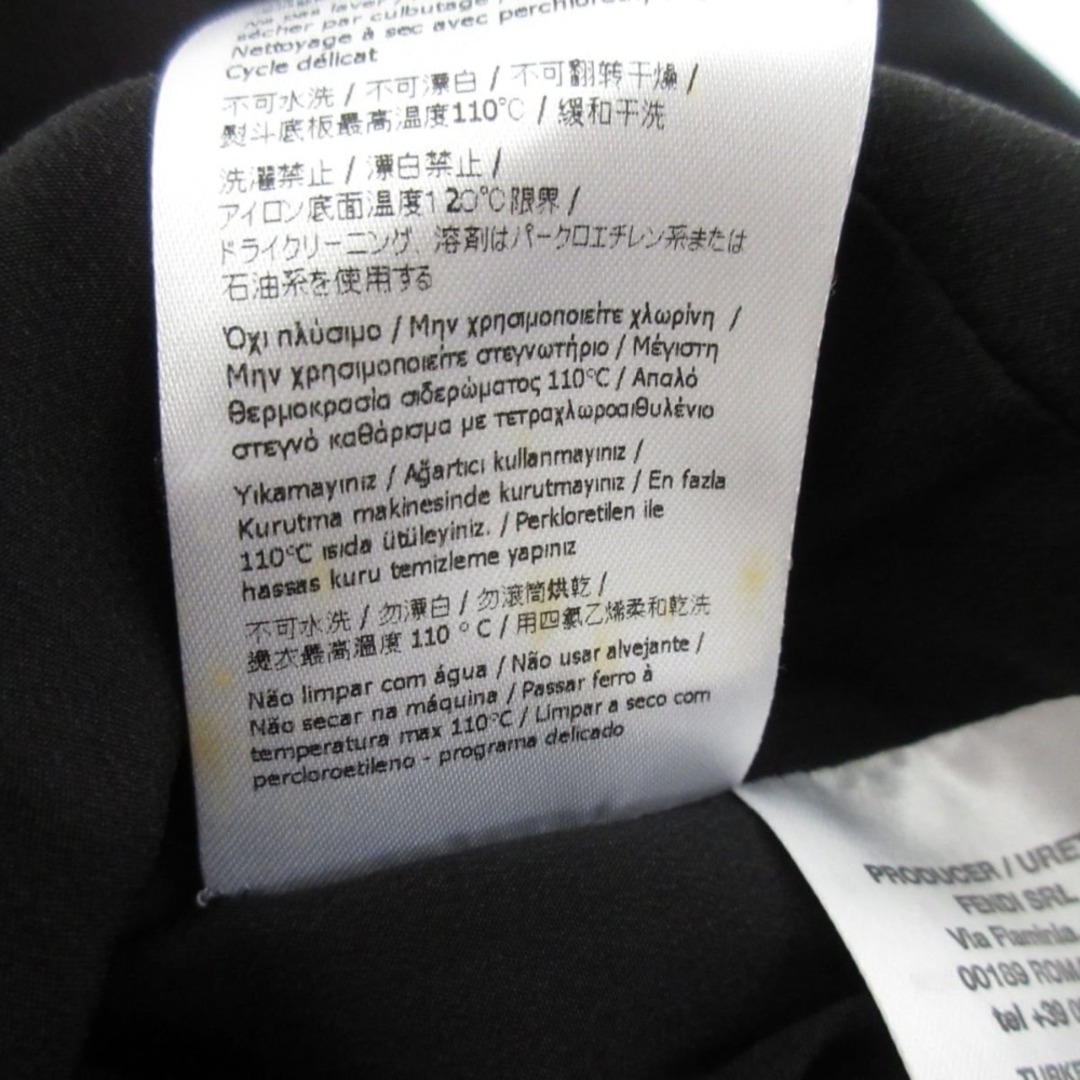 Ne pas laver /
sécher par culbutage
Nettoyage à sec avec
Cycle délicat
不可水洗 / 不可漂白 / 不可翻转干燥 /
熨斗底板最高温度110°C / 缓和干洗
洗濯禁止 / 漂白禁止 /
アイロン底面温度120°C限界 /
ドライクリーニング、溶剤はパークロエチレン系または
石油系を使用する
Όχι πλύσιμο / Μην χρησιμοποιείτε χλωρίνη /
Μην χρησιμοποιείτε στεγνωτήριο / Μέγιστη
θερμοκρασία σιδερώματος 110°C / Απαλό
στεγνό καθάρισμα με τετραχλωροαιθυλένιο
Yıkamayınız / Ağartıcı kullanmayınız /
Kurutma makinesinde kurutmayınız / En fazla
110°C ısıda ütüleyiniz. / Perkloretilen ile
hassas kuru temizleme yapınız
不可水洗 / 勿漂白 / 勿滾筒烘乾 /
燙衣最高溫度 110 ° C / 用四氯乙烯柔和乾洗
Não limpar com água / Não usar alvejante /
Não secar na máquina / Passar ferro à
temperatura max 110°C / Limpar a seco com
percloroetileno - programa delicado
PRODUCER /
FENDI SRL
Via Flaminia
00189 ROMA
tel +39